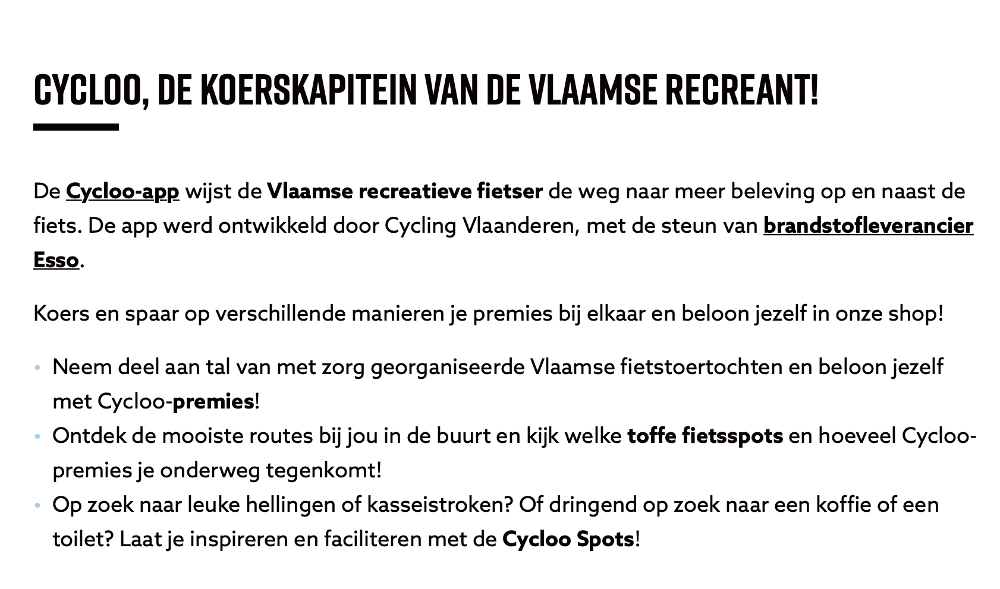 CYCLOO, DE KOERSKAPITEIN VAN DE VLAAMSE RECREANT!
De Cycloo-app wijst de Vlaamse recreatieve fietser de weg naar meer beleving op en naast de
fiets. De app werd ontwikkeld door Cycling Vlaanderen, met de steun van brandstofleverancier
Esso.
Koers en spaar op verschillende manieren je premies bij elkaar en beloon jezelf in onze shop!
• Neem deel aan tal van met zorg georganiseerde Vlaamse fietstoertochten en beloon jezelf
met Cycloo-premies!
• Ontdek de mooiste routes bij jou in de buurt en kijk welke toffe fietsspots en hoeveel Cycloo-
premies je onderweg tegenkomt!
• Op zoek naar leuke hellingen of kasseistroken? Of dringend op zoek naar een koffie of een
toilet? Laat je inspireren en faciliteren met de Cycloo Spots!